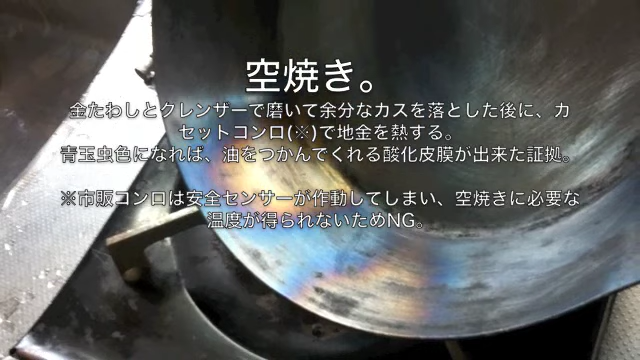 空焼き。
金たわしとクレンザーで磨いて余分なカスを落とした後に、カ
セットコンロ(※)で地金を熱する。
青玉虫色になれば、油をつかんでくれる酸化皮膜が出来た証拠。
※市販コンロは安全センサーが作動してしまい、空焼きに必要な
温度が得られないためNG。